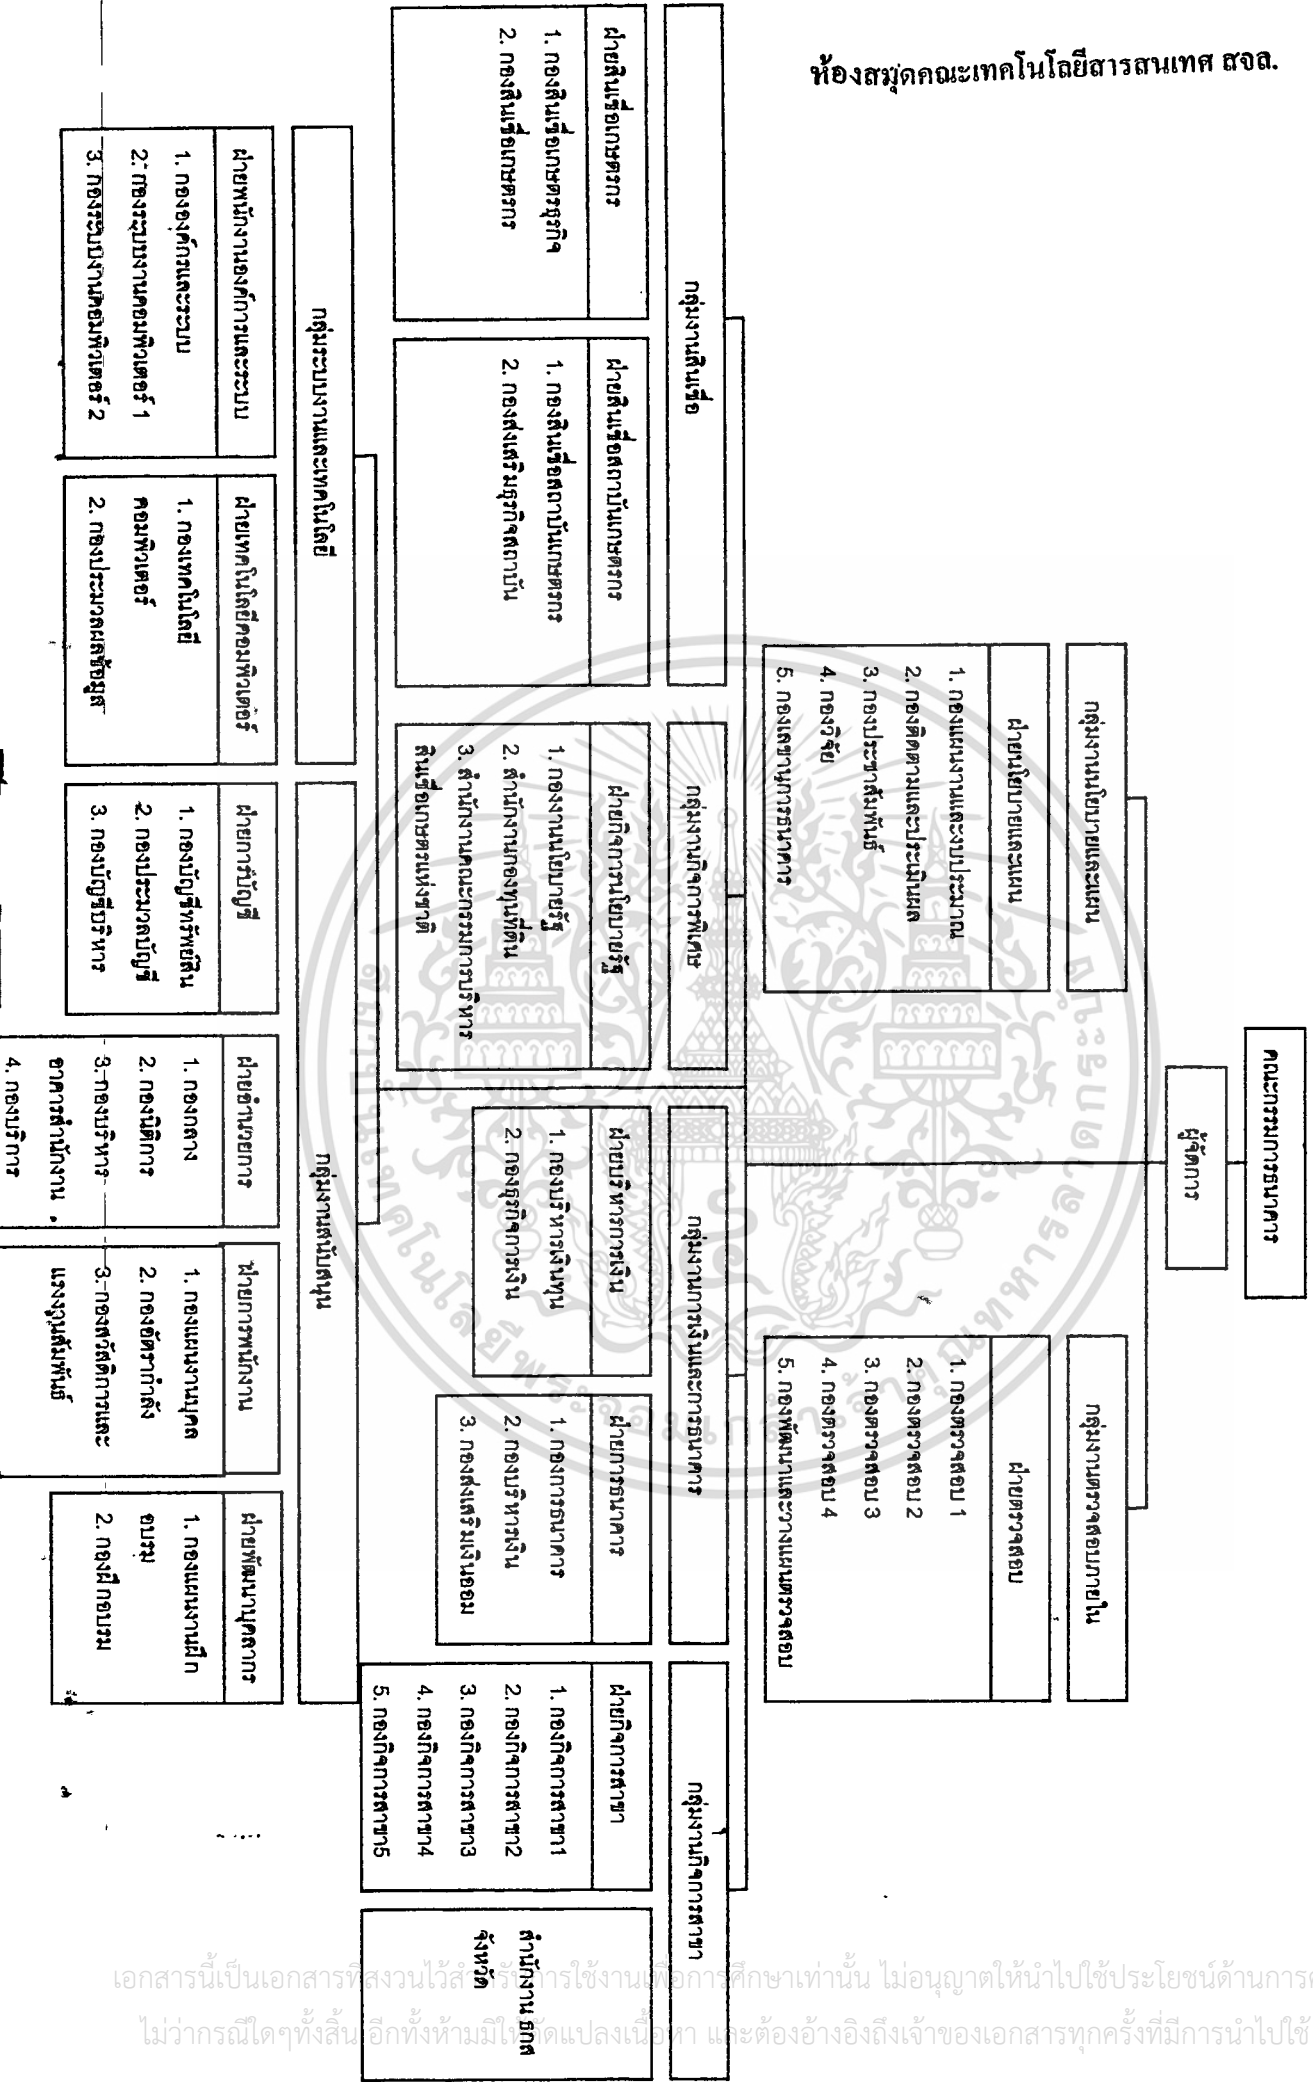 ห้องสมุดคณะเทคโนโลยีสารสนเทศ สจล.
คณะกรรมการธนาคาร
ผู้จัดการ
กลุ่มงานนโยบายและแผน
ฝ่ายนโยบายและแผน
1. กองแผนงานและงบประมาณ
2. กองติดตามและประเมินผล
3. กองประชาสัมพันธ์
4. กองวิจัย
5. กองเลขานุการธนาคาร
กลุ่มงานตรวจสอบภายใน
ฝ่ายตรวจสอบ
1. กองตรวจสอบ 1
2. กองตรวจสอบ 2
3. กองตรวจสอบ 3
4. กองตรวจสอบ 4
5. กองพัฒนาและวางแผนตรวจสอบ
กลุ่มงานสินเชื่อ
ฝ่ายสินเชื่อเกษตรกร
1. กองสินเชื่อเกษตรธุรกิจ
2. กองสินเชื่อเกษตรกร
ฝ่ายสินเชื่อสถาบันเกษตรกร
1. กองสินเชื่อสถาบันเกษตรกร
2. กองส่งเสริมธุรกิจสถาบัน
กลุ่มงานกิจการพิเศษ
ฝ่ายกิจการนโยบายรัฐ
1. กองงานนโยบายรัฐ
2. สำนักงานกองทุนที่ดิน
3. สำนักงานคณะกรรมการบริหาร
สินเชื่อเกษตรแห่งชาติ
กลุ่มงานการเงินและการธนาคาร
ฝ่ายบริหารการเงิน
1. กองบริหารเงินทุน
2. กองธุรกิจการเงิน
ฝ่ายการธนาคาร
1. กองการธนาคาร
2. กองบริหารเงิน
3. กองส่งเสริมเงินออม
กลุ่มงานกิจการสาขา
ฝ่ายกิจการสาขา
1. กองกิจการสาขา1
2. กองกิจการสาขา2
3. กองกิจการสาขา3
4. กองกิจการสาขา4
5. กองกิจการสาขา5
สำนักงาน ธกส
จังหวัด
กลุ่มระบบงานและเทคโนโลยี
ฝ่ายพนักงานองค์การและระบบ
1. กององค์กรและระบบ
2. กองระบบงานคอมพิวเตอร์ 1
3. กองระบบงานคอมพิวเตอร์ 2
ฝ่ายเทคโนโลยีคอมพิวเตอร์
1. กองเทคโนโลยี
คอมพิวเตอร์
2. กองประมวลผลข้อมูล
กลุ่มงานสนับสนุน
ฝ่ายการบัญชี
1. กองบัญชีทรัพย์สิน
2. กองประมวลบัญชี
3. กองบัญชีบริหาร
ฝ่ายอำนวยการ
1. กองกลาง
2. กองนิติการ
3. กองบริหาร
อาคารสำนักงาน
4. กองบริการ
ฝ่ายการพนักงาน
1. กองแผนงานบุคล
2. กองอัตรากำลัง
3. กองสวัสดิการและ
แรงงานสัมพันธ์
ฝ่ายพัฒนาบุคลากร
1. กองแผนงานฝึก
อบรม
2. กองฝึกอบรม
สถาบันเทคโนโลยีพระจอมเกล้าเจ้าคุณทหารลาดกระบัง
เอกสารนี้เป็นเอกสารที่สงวนไว้สำหรับการใช้งานเพื่อการศึกษาเท่านั้น ไม่อนุญาตให้นำไปใช้ประโยชน์ด้านการ
ไม่ว่ากรณีใดๆทั้งสิ้น อีกทั้งห้ามมิให้ดัดแปลงเนื้อหา และต้องอ้างอิงถึงเจ้าของเอกสารทุกครั้งที่มีการนำไปใช้